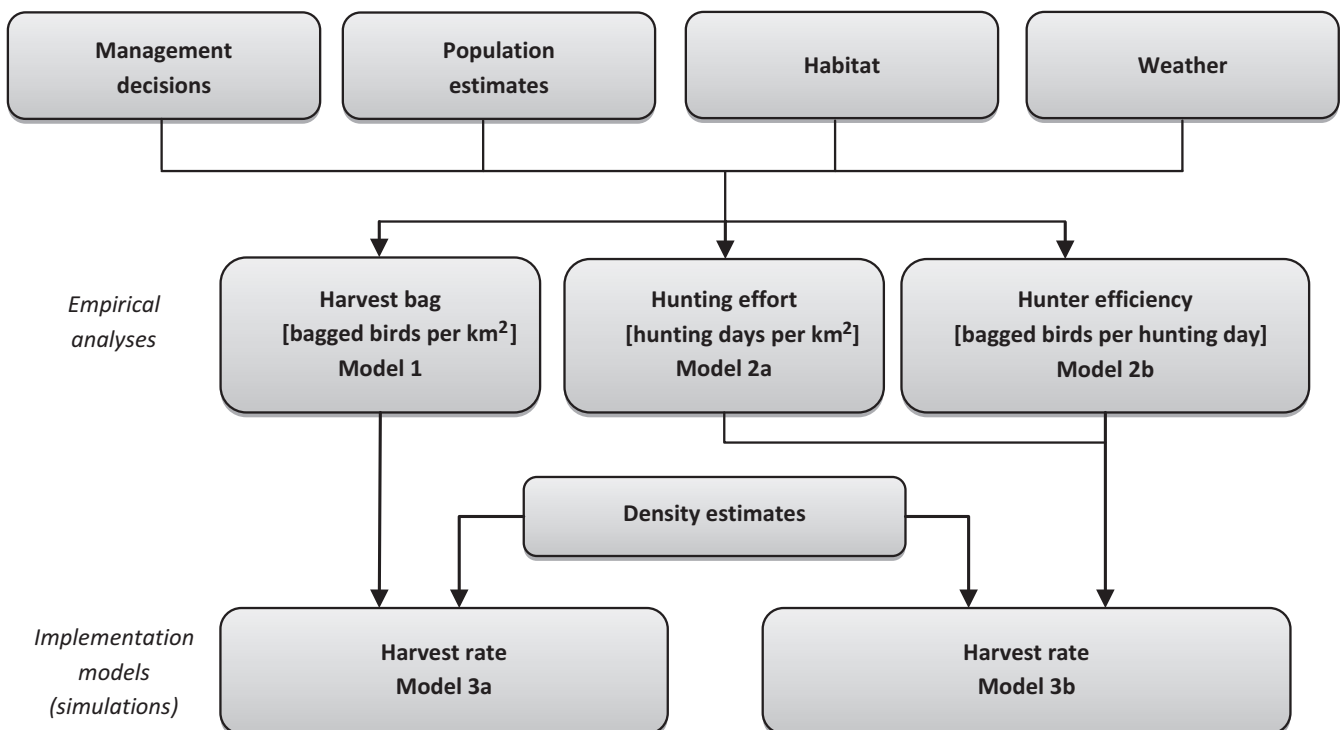 Management
decisions
Population
estimates
Habitat
Weather
Empirical
analyses
Harvest bag
[bagged birds per km²]
Model 1
Hunting effort
[hunting days per km²]
Model 2a
Hunter efficiency
[bagged birds per hunting day]
Model 2b
Density estimates
Implementation
models
(simulations)
Harvest rate
Model 3a
Harvest rate
Model 3b